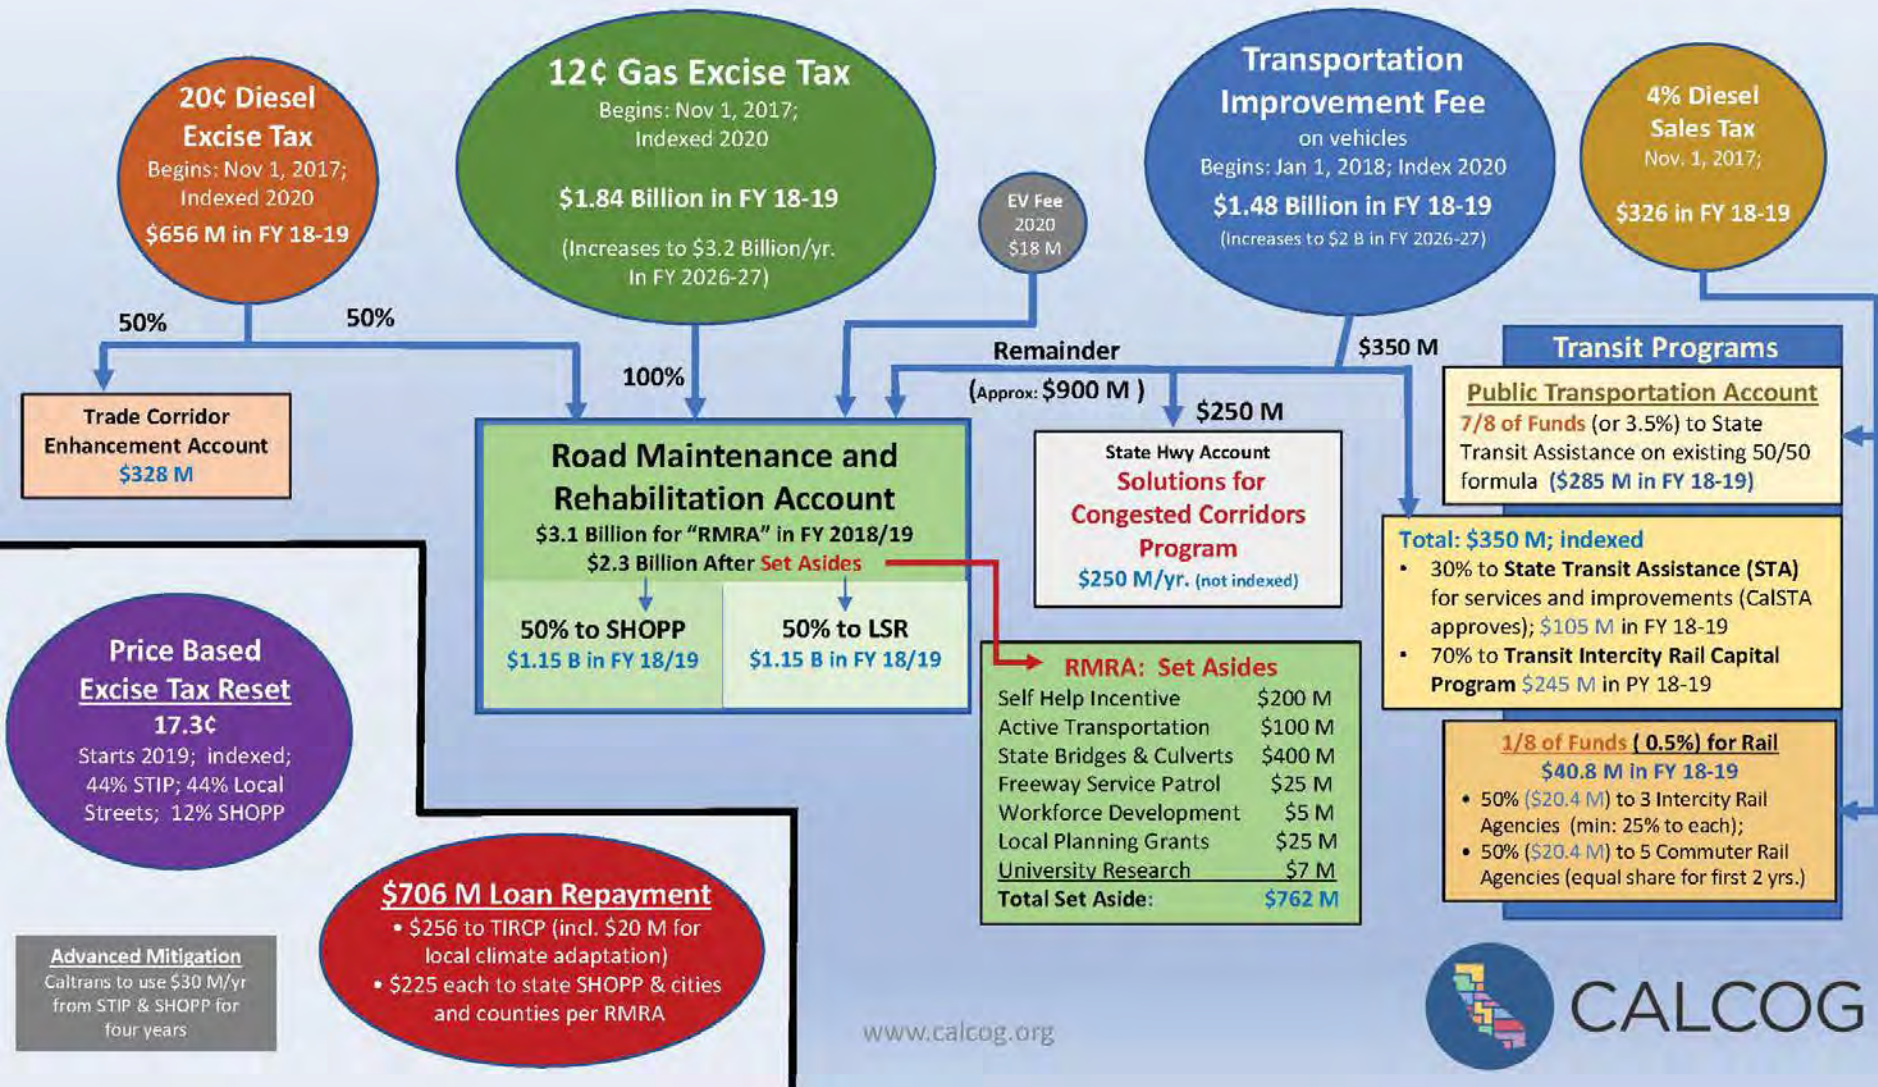 20¢ Diesel
Excise Tax
Begins: Nov 1, 2017;
Indexed 2020
$656 M in FY 18-19
12¢ Gas Excise Tax
Begins: Nov 1, 2017;
Indexed 2020
$1.84 Billion in FY 18-19
(Increases to $3.2 Billion/yr.
In FY 2026-27)
EV Fee
2020
$18 M
Transportation
Improvement Fee
on vehicles
Begins: Jan 1, 2018; Index 2020
$1.48 Billion in FY 18-19
(Increases to $2 B in FY 2026-27)
4% Diesel
Sales Tax
Nov. 1, 2017;
$326 in FY 18-19
50%
50%
100%
Remainder
(Approx: $900 M )
$250 M
$350 M
Trade Corridor
Enhancement Account
$328 M
Road Maintenance and
Rehabilitation Account
$3.1 Billion for “RMRA” in FY 2018/19
$2.3 Billion After Set Asides
50% to SHOPP
$1.15 B in FY 18/19
50% to LSR
$1.15 B in FY 18/19
State Hwy Account
Solutions for
Congested Corridors
Program
$250 M/yr. (not indexed)
RMRA: Set Asides
Self Help Incentive $200 M
Active Transportation $100 M
State Bridges & Culverts $400 M
Freeway Service Patrol $25 M
Workforce Development $5 M
Local Planning Grants $25 M
University Research $7 M
Total Set Aside: $762 M
Transit Programs
Public Transportation Account
7/8 of Funds (or 3.5%) to State
Transit Assistance on existing 50/50
formula ($285 M in FY 18-19)
Total: $350 M; indexed
• 30% to State Transit Assistance (STA)
for services and improvements (CalSTA
approves); $105 M in FY 18-19
• 70% to Transit Intercity Rail Capital
Program $245 M in PY 18-19
1/8 of Funds ( 0.5%) for Rail
$40.8 M in FY 18-19
• 50% ($20.4 M) to 3 Intercity Rail
Agencies (min: 25% to each);
• 50% ($20.4 M) to 5 Commuter Rail
Agencies (equal share for first 2 yrs.)
Price Based
Excise Tax Reset
17.3¢
Starts 2019; indexed;
44% STIP; 44% Local
Streets; 12% SHOPP
$706 M Loan Repayment
• $256 to TIRCP (incl. $20 M for
local climate adaptation)
• $225 each to state SHOPP & cities
and counties per RMRA
Advanced Mitigation
Caltrans to use $30 M/yr
from STIP & SHOPP for
four years
www.calcog.org
CALCOG